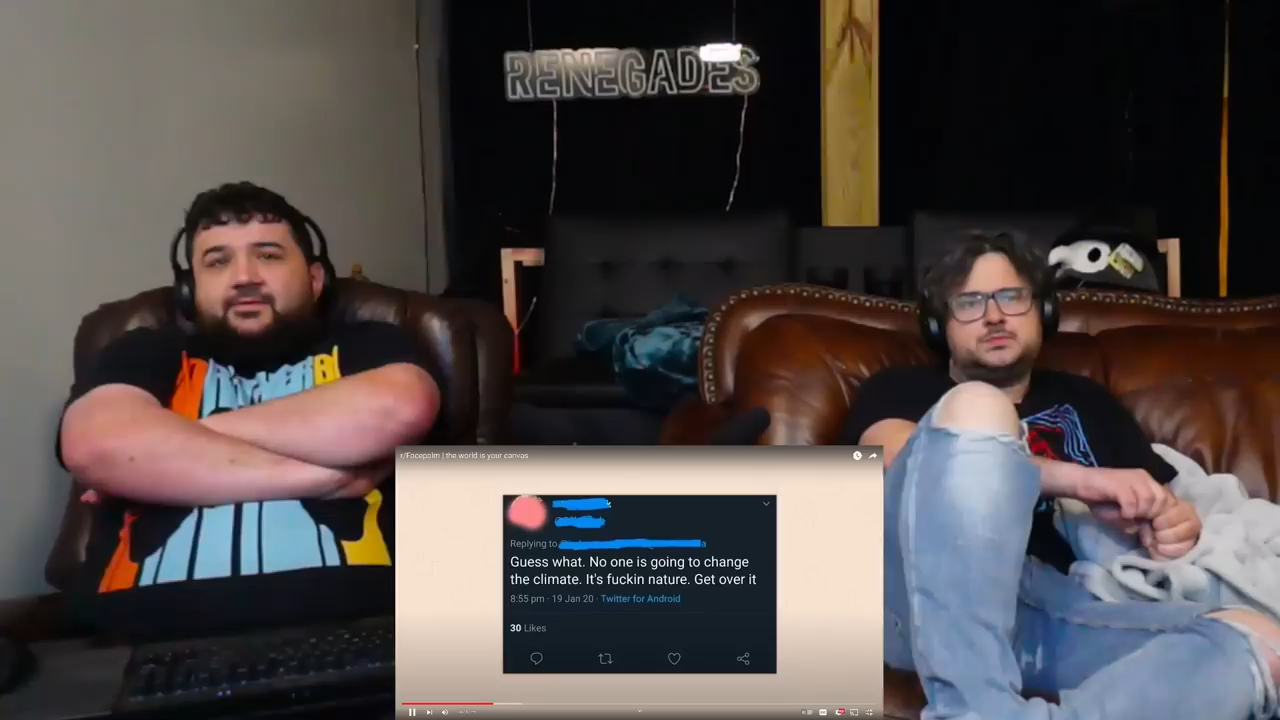 RENEGADES
r/Facepalm | the world is your canvas
Replying to
Guess what. No one is going to change
the climate. It's fuckin nature. Get over it
8:55 pm · 19 Jan 20 · Twitter for Android
30 Likes